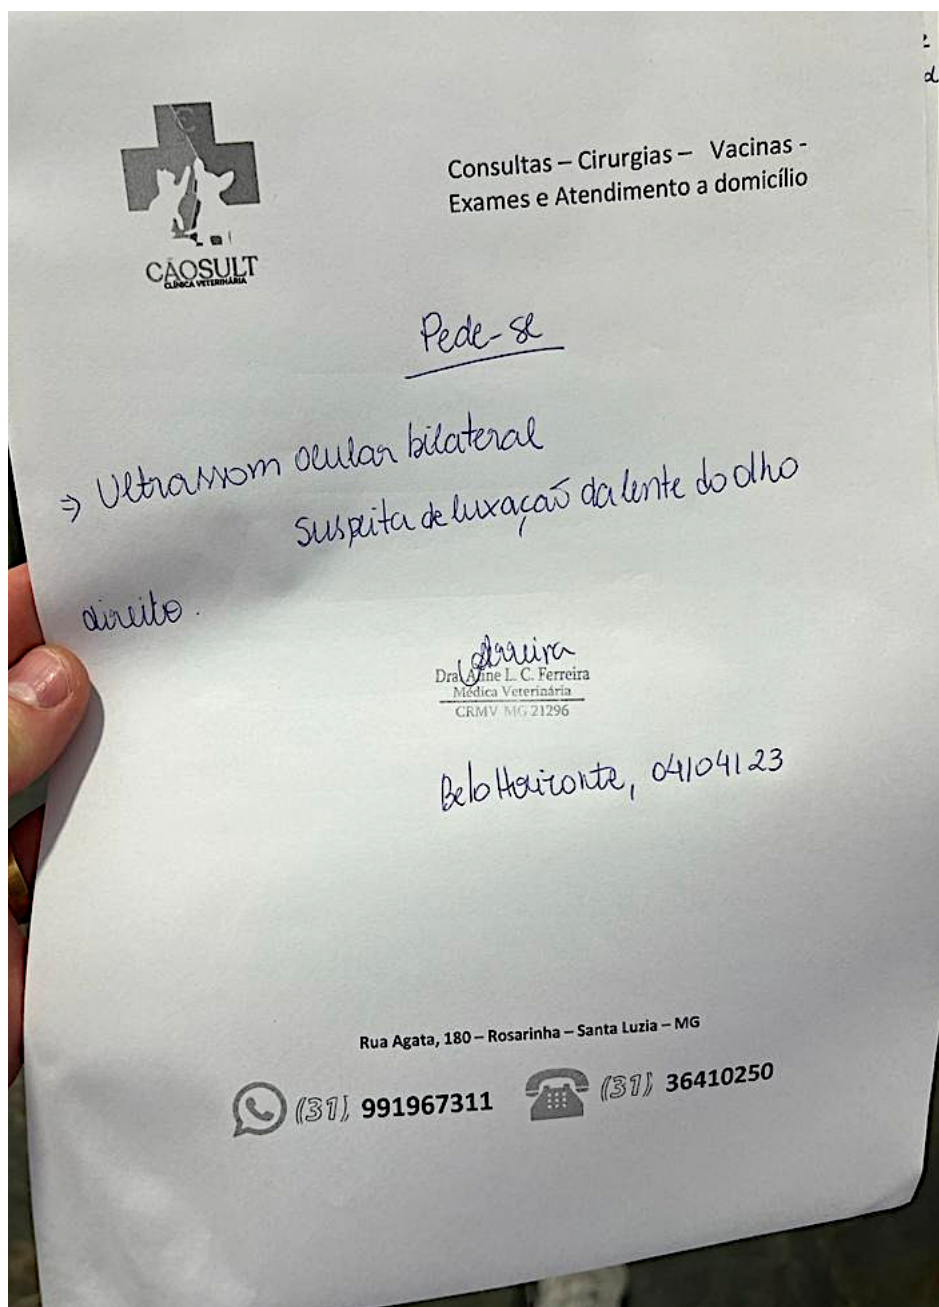 Consultas – Cirurgias – Vacinas -
Exames e Atendimento a domicílio
CÃOSULT
CLÍNICA VETERINÁRIA
Pede-se
⇒ Ultrassom ocular bilateral
Suspeita de luxação da lente do olho
direito.
Ferreira
Dra Aline L. C. Ferreira
Médica Veterinária
CRMV MG 21296
Belo Horizonte, 04/04/23
Rua Agata, 180 – Rosarinha – Santa Luzia – MG
(31) 991967311 (31) 36410250